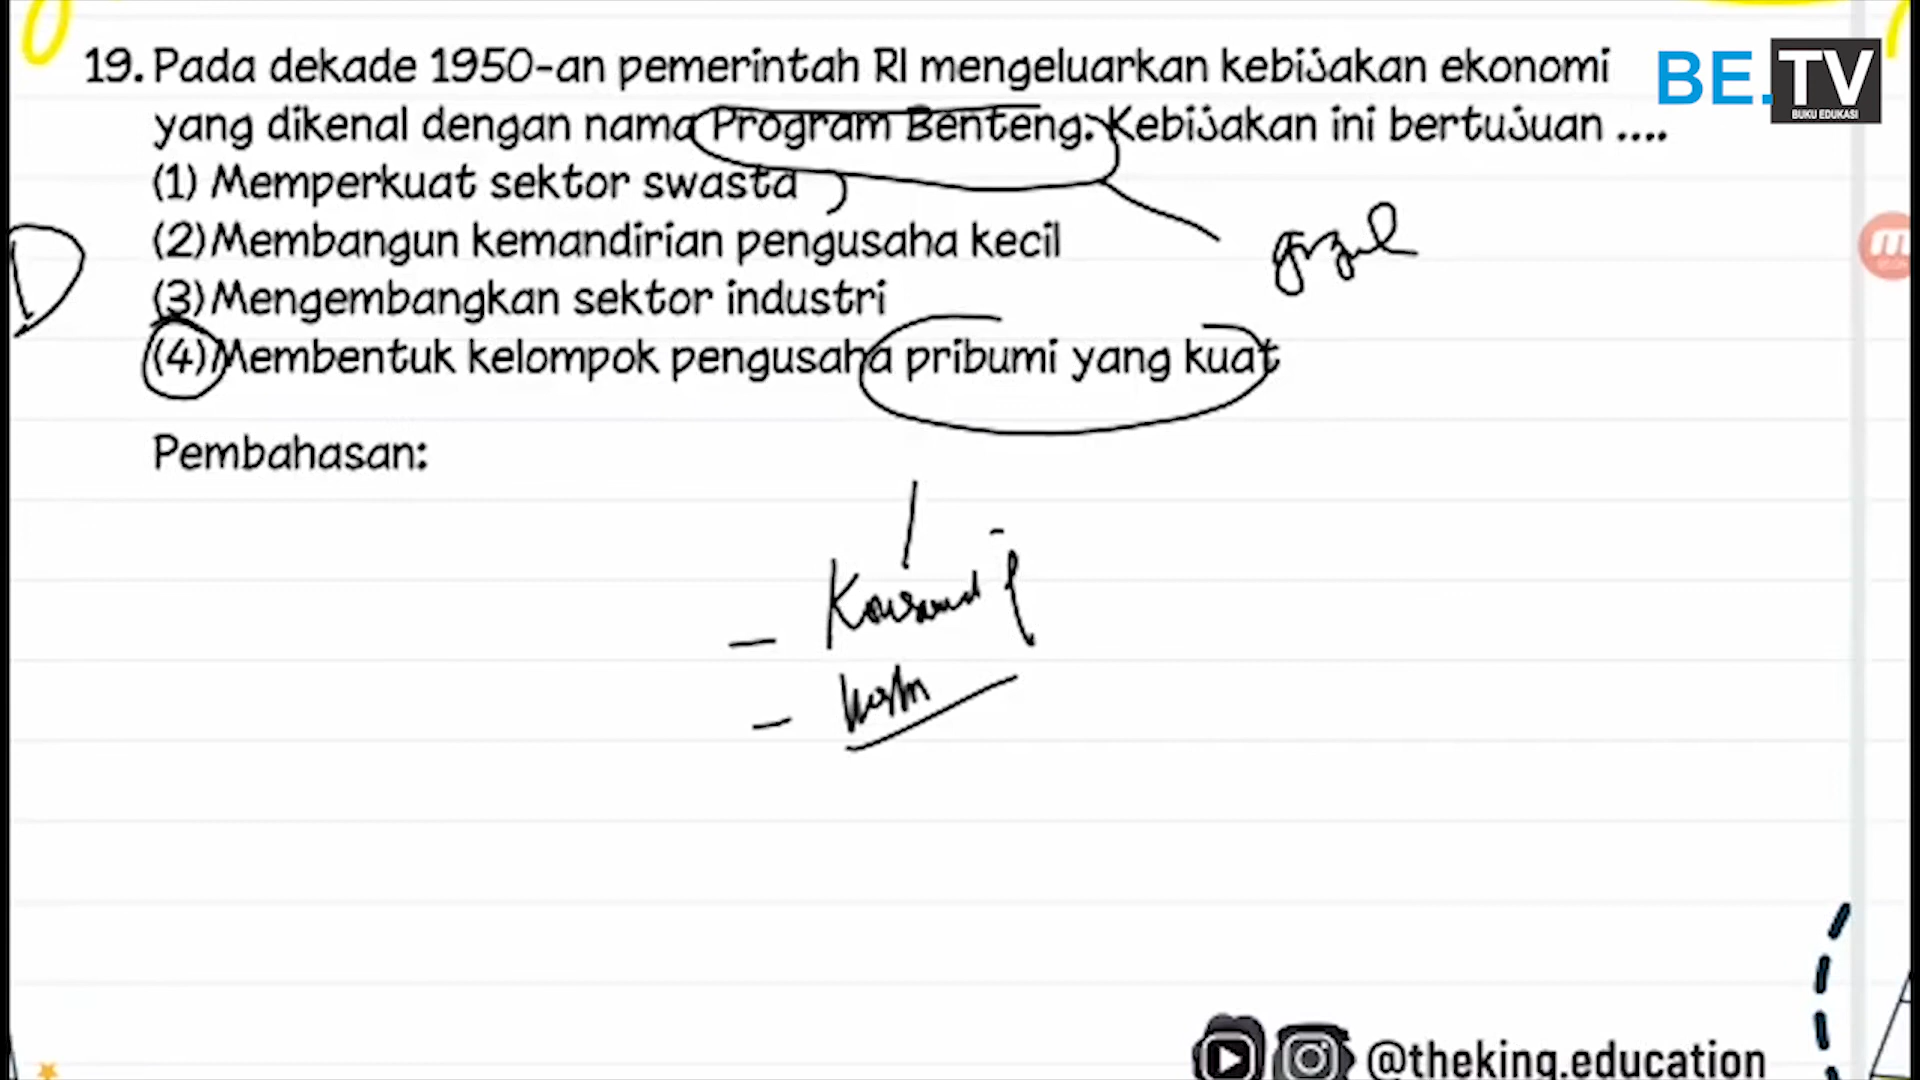 19. Pada dekade 1950-an pemerintah RI mengeluarkan kebijakan ekonomi
yang dikenal dengan nama Program Benteng. Kebijakan ini bertujuan ....
(1) Memperkuat sektor swasta
(2) Membangun kemandirian pengusaha kecil
(3) Mengembangkan sektor industri
(4) Membentuk kelompok pengusaha pribumi yang kuat
D
Pembahasan:
BE.TV
BUKU EDUKASI
@theking.education